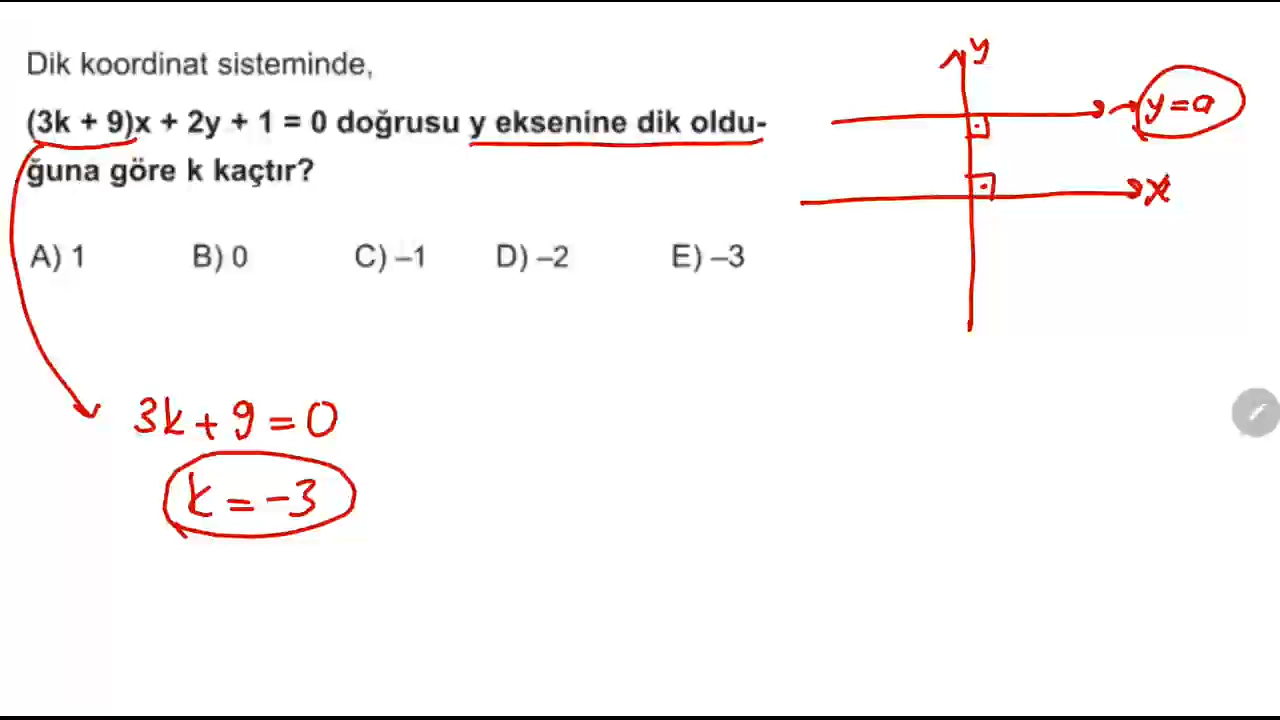 Dik koordinat sisteminde,
(3k + 9)x + 2y + 1 = 0 doğrusu y eksenine dik oldu-
ğuna göre k kaçtır?
A) 1 B) 0 C) –1 D) –2 E) –3
y
y = a
x
3k + 9 = 0
k = -3